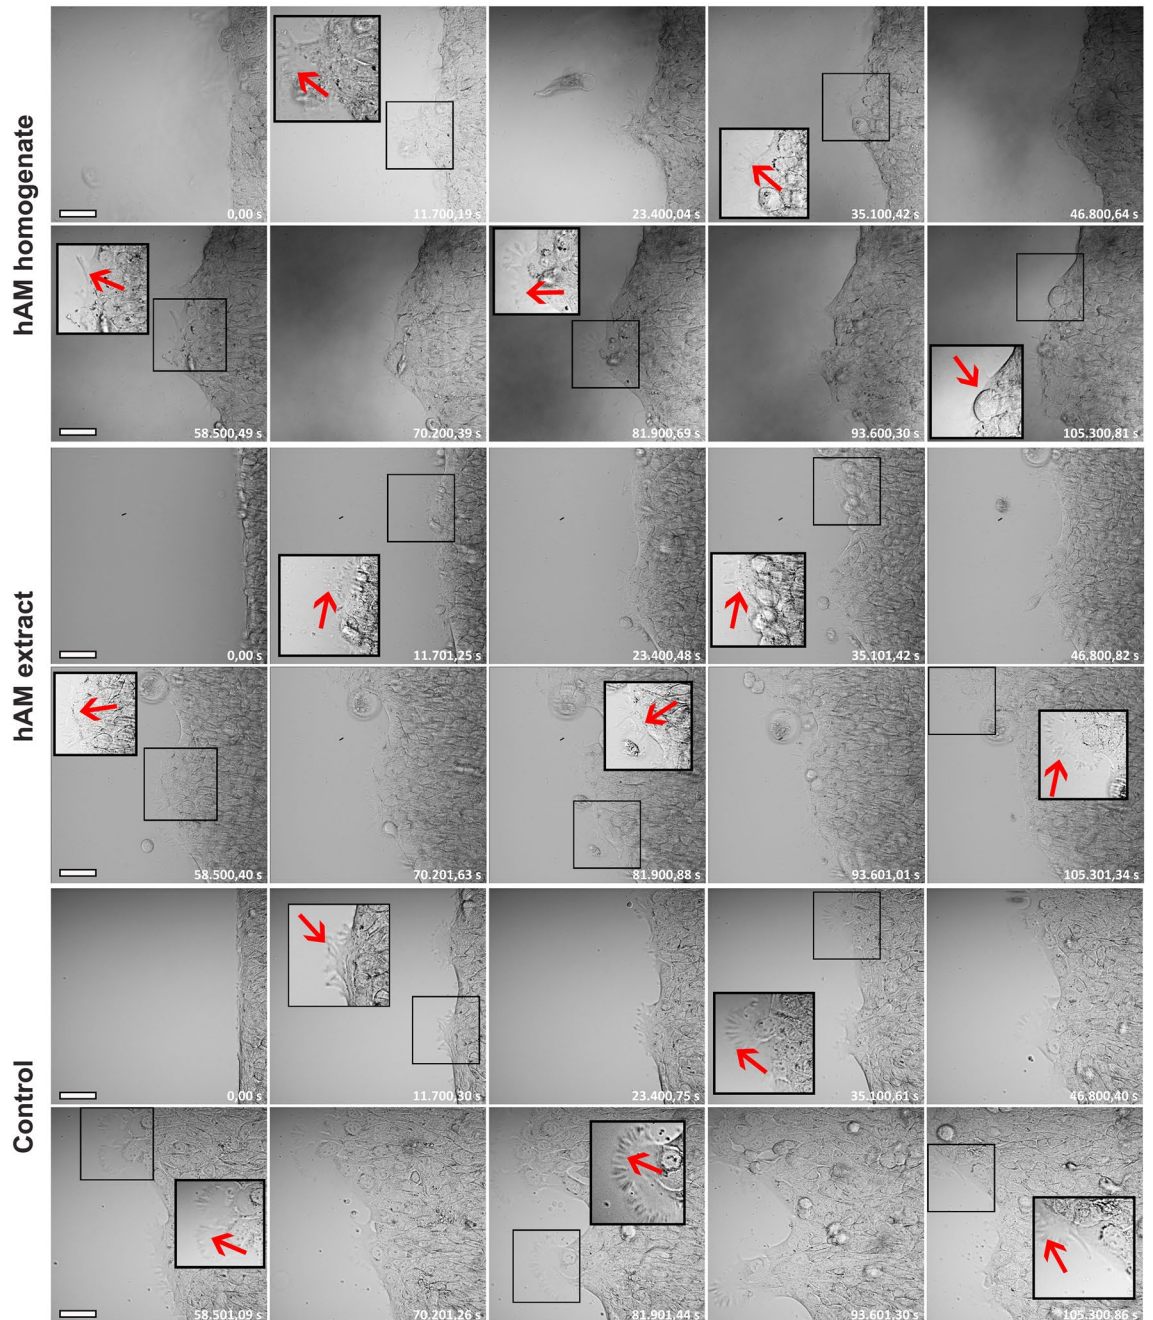 hAM homogenate
0,00 s
11.700,19 s
23.400,04 s
35.100,42 s
46.800,64 s
58.500,49 s
70.200,39 s
81.900,69 s
93.600,30 s
105.300,81 s
hAM extract
0,00 s
11.701,25 s
23.400,48 s
35.101,42 s
46.800,82 s
58.500,40 s
70.201,63 s
81.900,88 s
93.601,01 s
105.301,34 s
Control
0,00 s
11.700,30 s
23.400,75 s
35.100,61 s
46.800,40 s
58.501,09 s
70.201,26 s
81.901,44 s
93.601,30 s
105.300,86 s